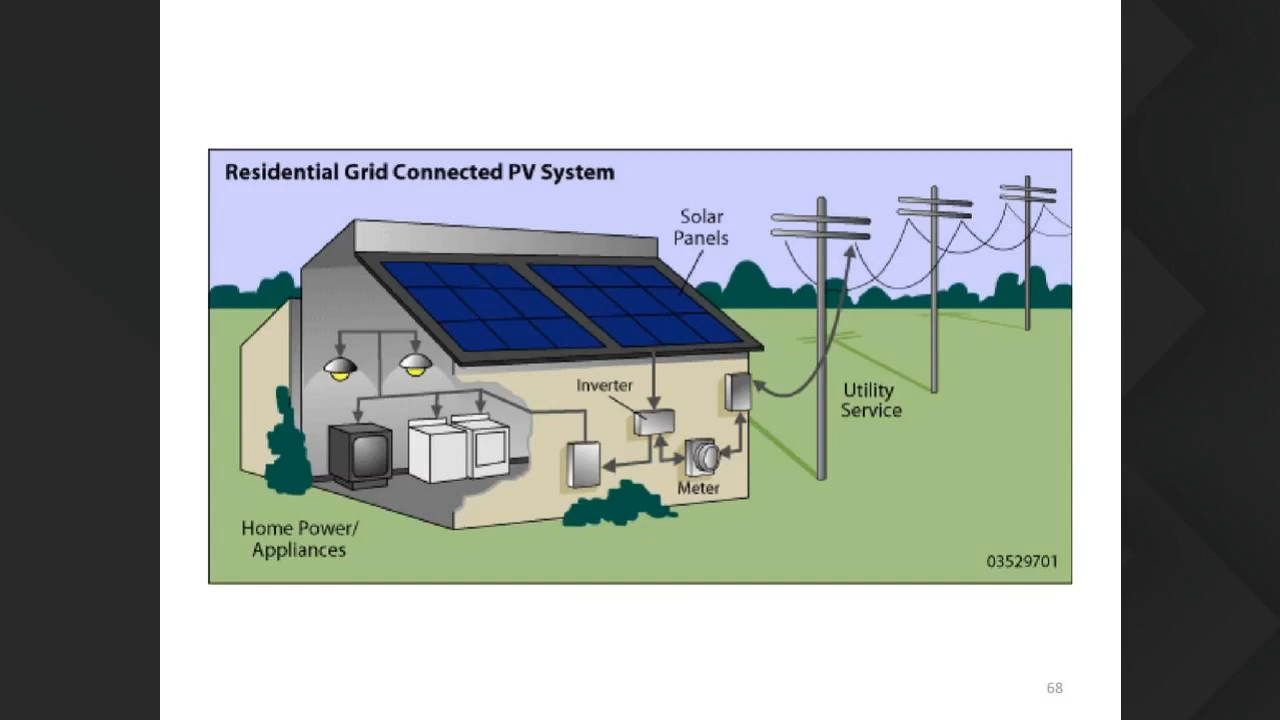 Residential Grid Connected PV System
Solar
Panels
Inverter
Utility
Service
Meter
Home Power/
Appliances
03529701
68